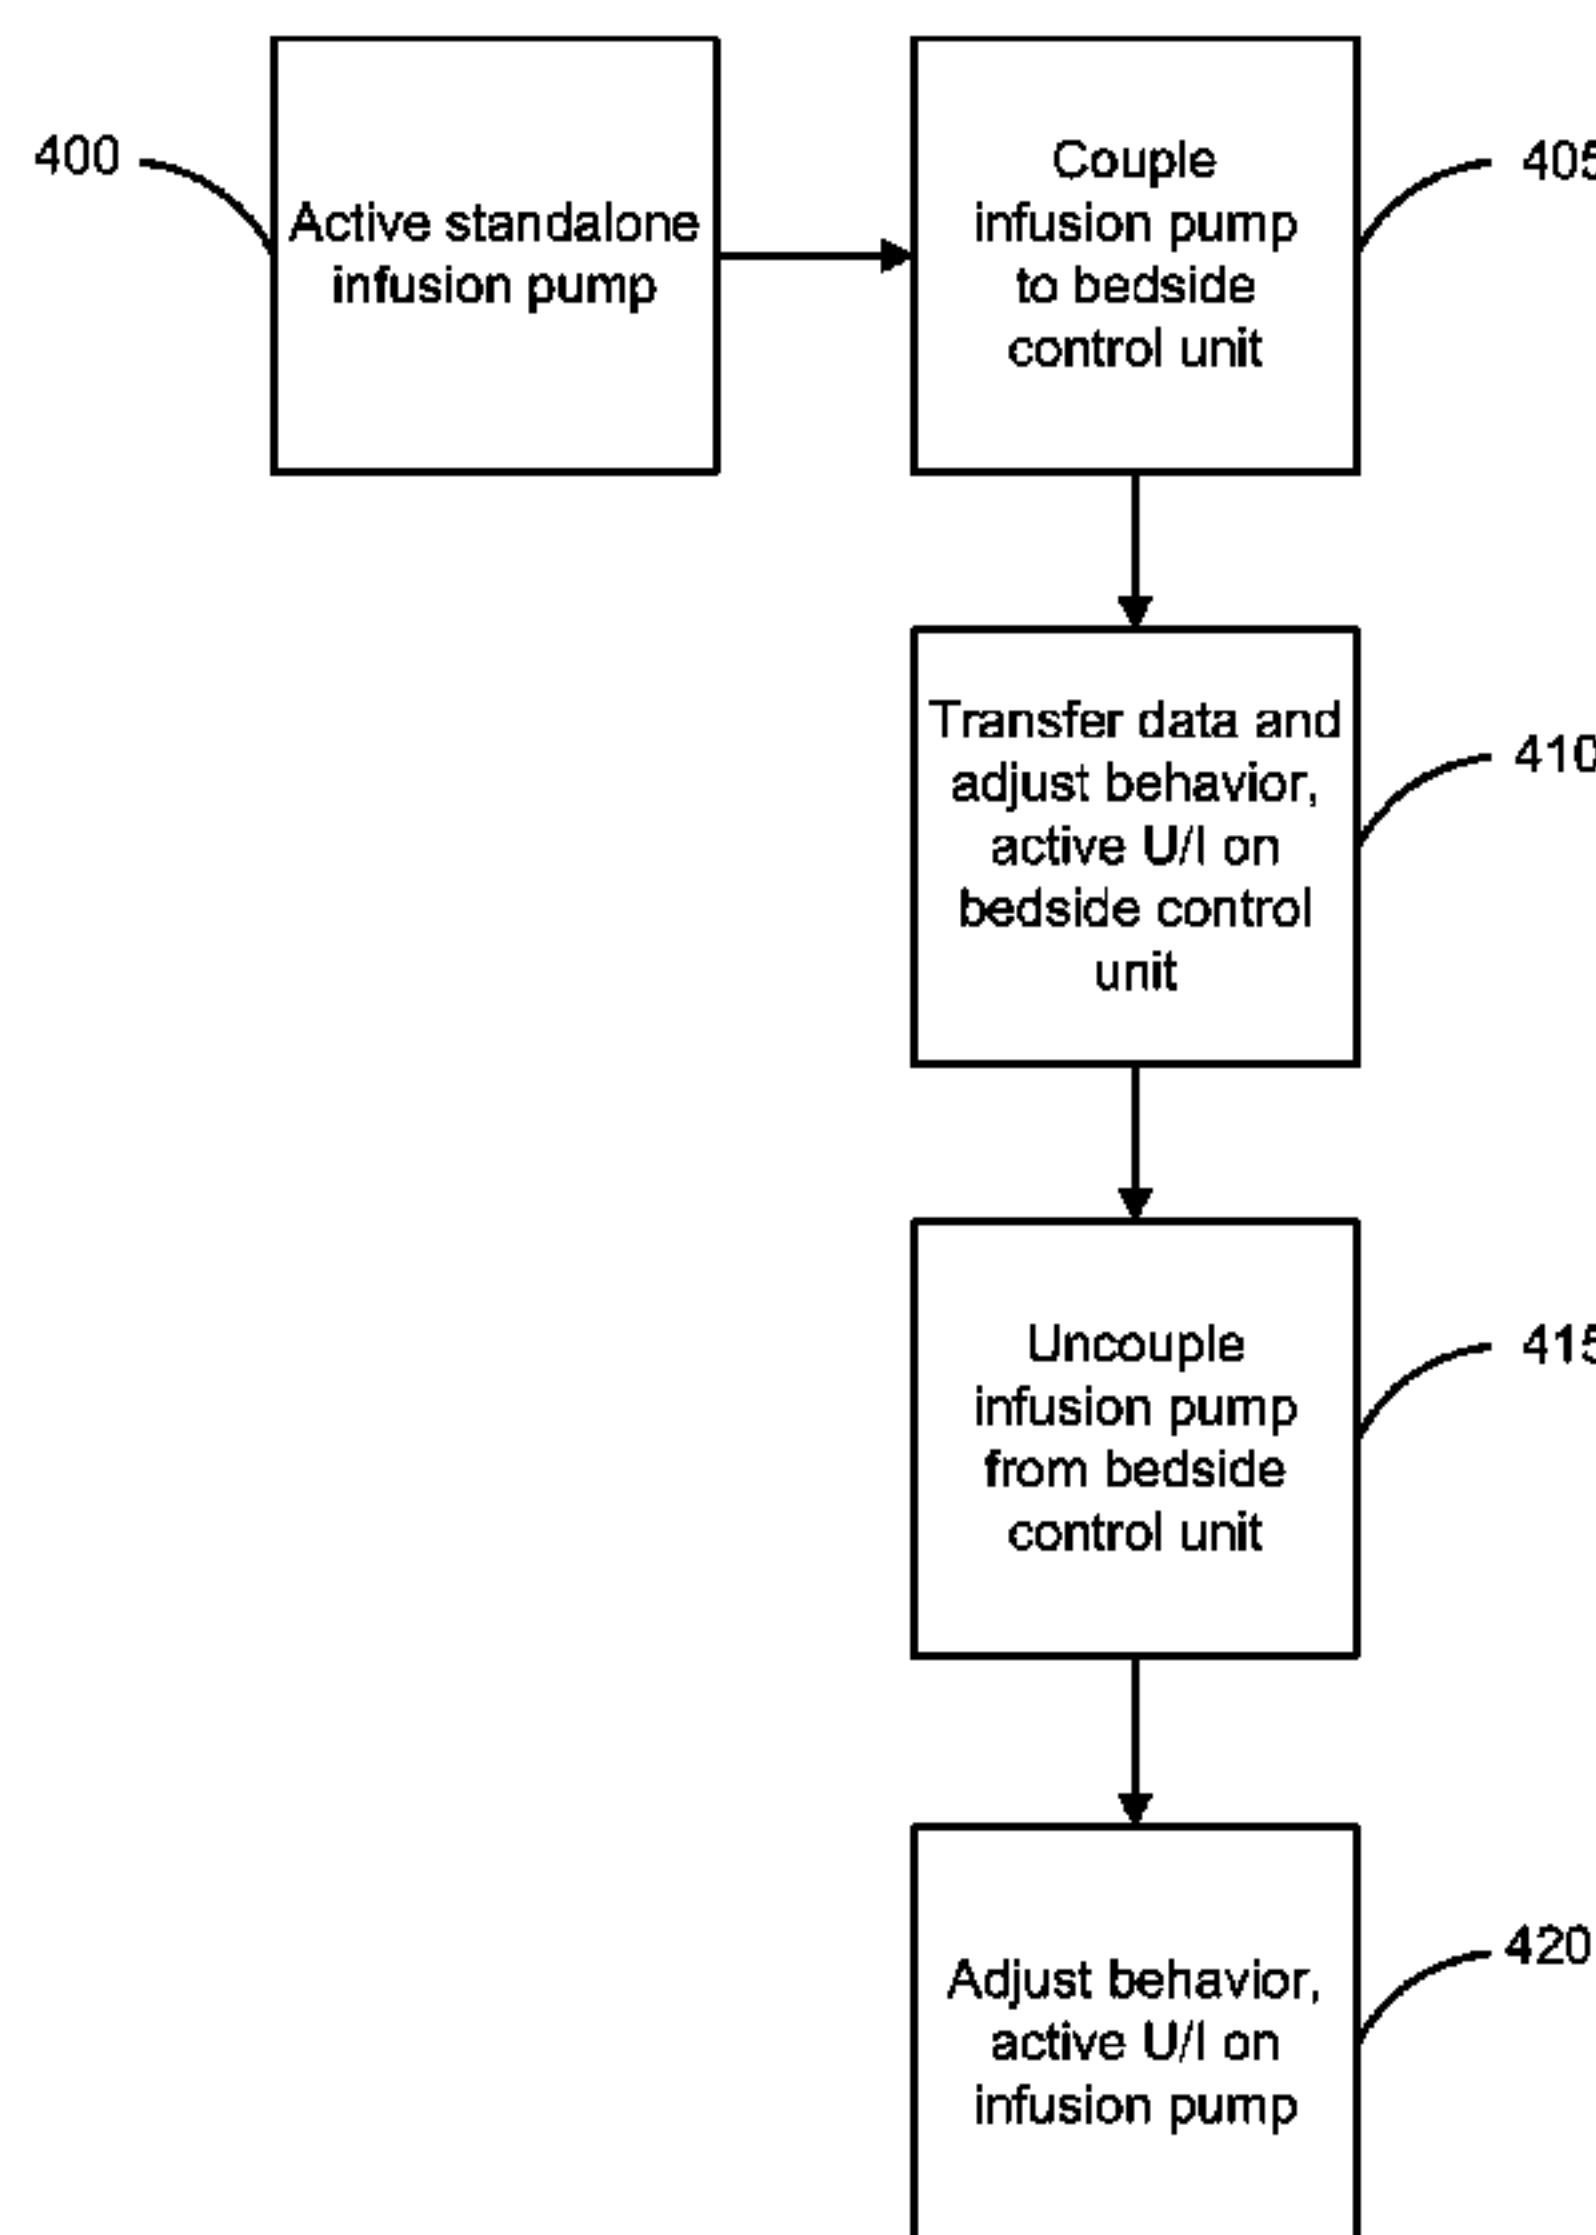 400
Active standalone
infusion pump
Couple
infusion pump
to bedside
control unit
405
Transfer data and
adjust behavior,
active U/I on
bedside control
unit
410
Uncouple
infusion pump
from bedside
control unit
415
Adjust behavior,
active U/I on
infusion pump
420